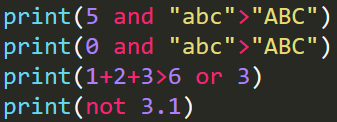 print(5 and "abc">"ABC")
print(0 and "abc">"ABC")
print(1+2+3>6 or 3)
print(not 3.1)